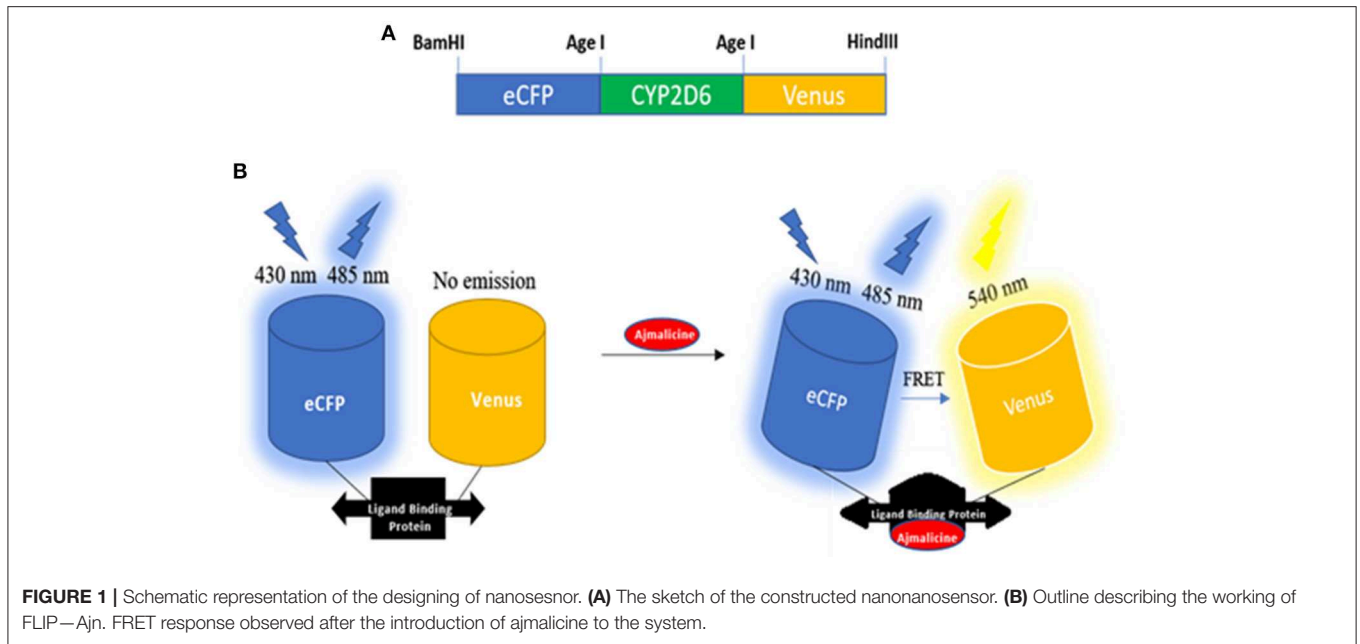 A
BamHI Age I Age I HindIII
eCFP CYP2D6 Venus
B
430 nm 485 nm No emission
eCFP Venus
Ligand Binding
Protein
Ajmalicine
430 nm 485 nm 540 nm
FRET
eCFP Venus
Ligand Binding Protein
Ajmalicine
FIGURE 1 | Schematic representation of the designing of nanosesnor. (A) The sketch of the constructed nanonanosensor. (B) Outline describing the working of
FLIP—Ajn. FRET response observed after the introduction of ajmalicine to the system.